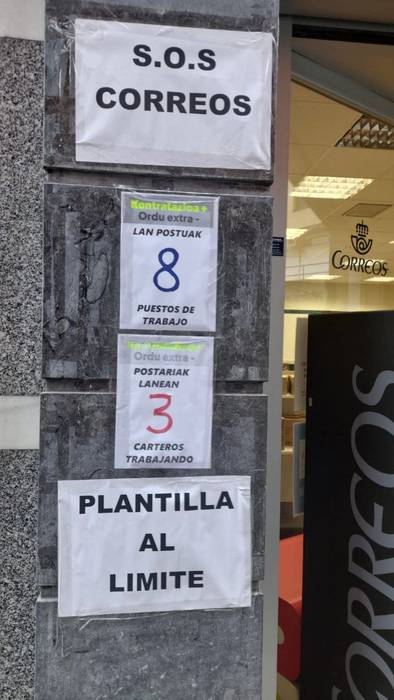 S.O.S
CORREOS
Kontratazioa +
Ordu extra -
LAN POSTUAK
8
PUESTOS DE
TRABAJO
Ordu extra -
POSTARIAK
LANEAN
3
CARTEROS
TRABAJANDO
PLANTILLA
AL
LIMITE
CORREOS
CORREOS